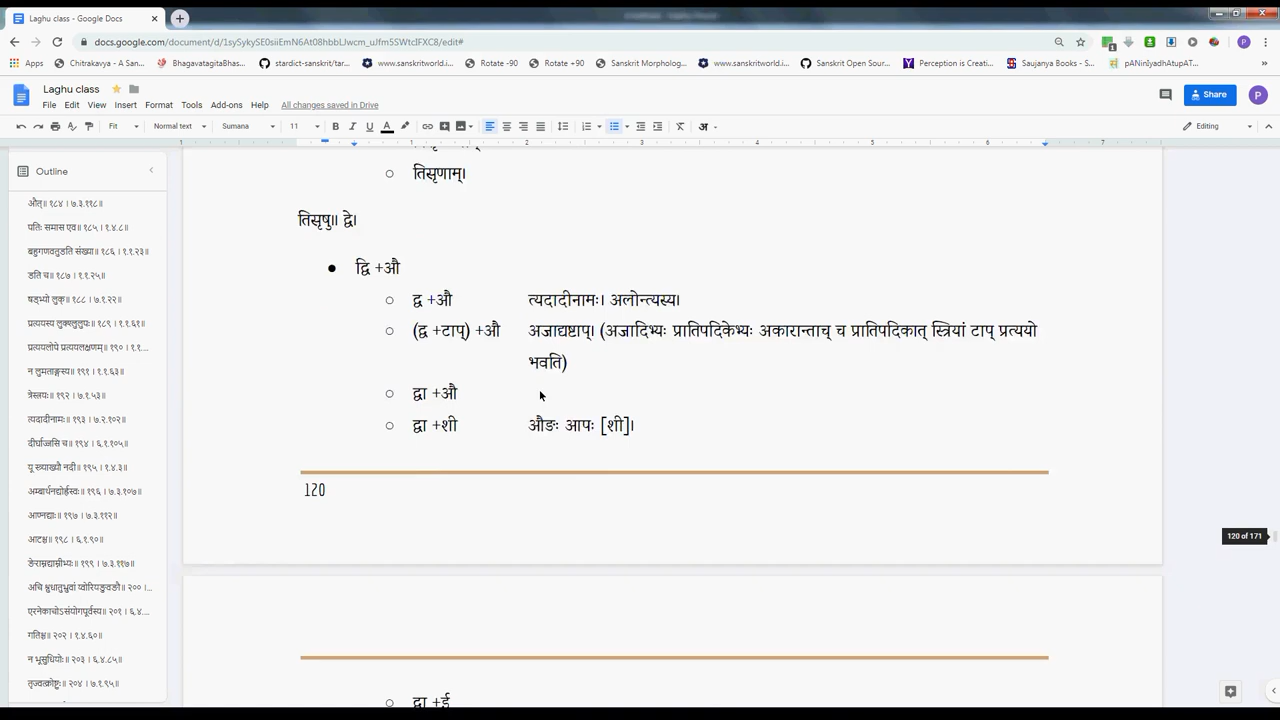 Laghu class - Google Docs
docs.google.com/document/d/1sySykySE0siiEmN6At08hbbLJwcm_uJfm5SWtcIFXC8/edit#
Apps Chitrakavya - A San... BhagavatagitaBhas... stardict-sanskrit/tar... www.sanskritworld.i... Rotate -90 Rotate +90 Sanskrit Morpholog... www.sanskritworld.i... Sanskrit Open Sour... Perception is Creati... Saujanya Books - S... pANinIyadhAtupAT...
Laghu class
File Edit View Insert Format Tools Add-ons Help All changes saved in Drive
Share P
Fit Normal text Sumana 11 Editing
1 1 2 3 4 5 6 7
Outline
औत्॥ १८४ । ७.३.११८॥
पतिः समास एव॥ १८५ । १.४.८॥
बहुगणवतुडति संख्या॥ १८६ । १.१.२३॥
डति च॥ १८७ । १.१.२५॥
षड्भ्यो लुक्॥ १८८ । ७.१.२२॥
प्रत्ययस्य लुक्श्लुलुपः॥ १८९ । १.१.६१॥
प्रत्ययलोपे प्रत्ययलक्षणम्॥ १९० । १.१...
न लुमताङ्गस्य॥ १९१ । १.१.६३॥
त्रेस्त्रयः॥ १९२ । ७.१.५३॥
त्यदादीनामः॥ १९३ । ७.२.१०२॥
दीर्घाज्जसि च॥ १९४ । ६.१.१०५॥
यू स्त्र्याख्यौ नदी॥ १९५ । १.४.३॥
अम्बार्थनद्योर्ह्रस्वः॥ १९६ । ७.३.१०७॥
आण्नद्याः॥ १९७ । ७.३.११२॥
आटश्च॥ १९८ । ६.१.९०॥
ङेराम्नद्याम्नीभ्यः॥ १९९ । ७.३.११७॥
अचि श्नुधातुभ्रुवां य्वोरियङुवङौ॥ २०० ।...
एरनेकाचोऽसंयोगपूर्वस्य॥ २०१ । ६.४....
गतिश्च॥ २०२ । १.४.६०॥
न भूसुधियोः॥ २०३ । ६.४.८५॥
तृज्वत्क्रोष्टुः॥ २०४ । ७.१.९५॥
तिसृणाम्।
तिसृषु॥ द्वे।
द्वि +औ
द्व +औ त्यदादीनामः। अलोन्त्यस्य।
(द्व +टाप्) +औ अजाद्यष्टाप्। (अजादिभ्यः प्रातिपदिकेभ्यः अकारान्ताच् च प्रातिपदिकात् स्त्रियां टाप् प्रत्ययो
भवति)
द्वा +औ
द्वा +शी औङः आपः [शी]।
120
120 of 171
द्वा +ई